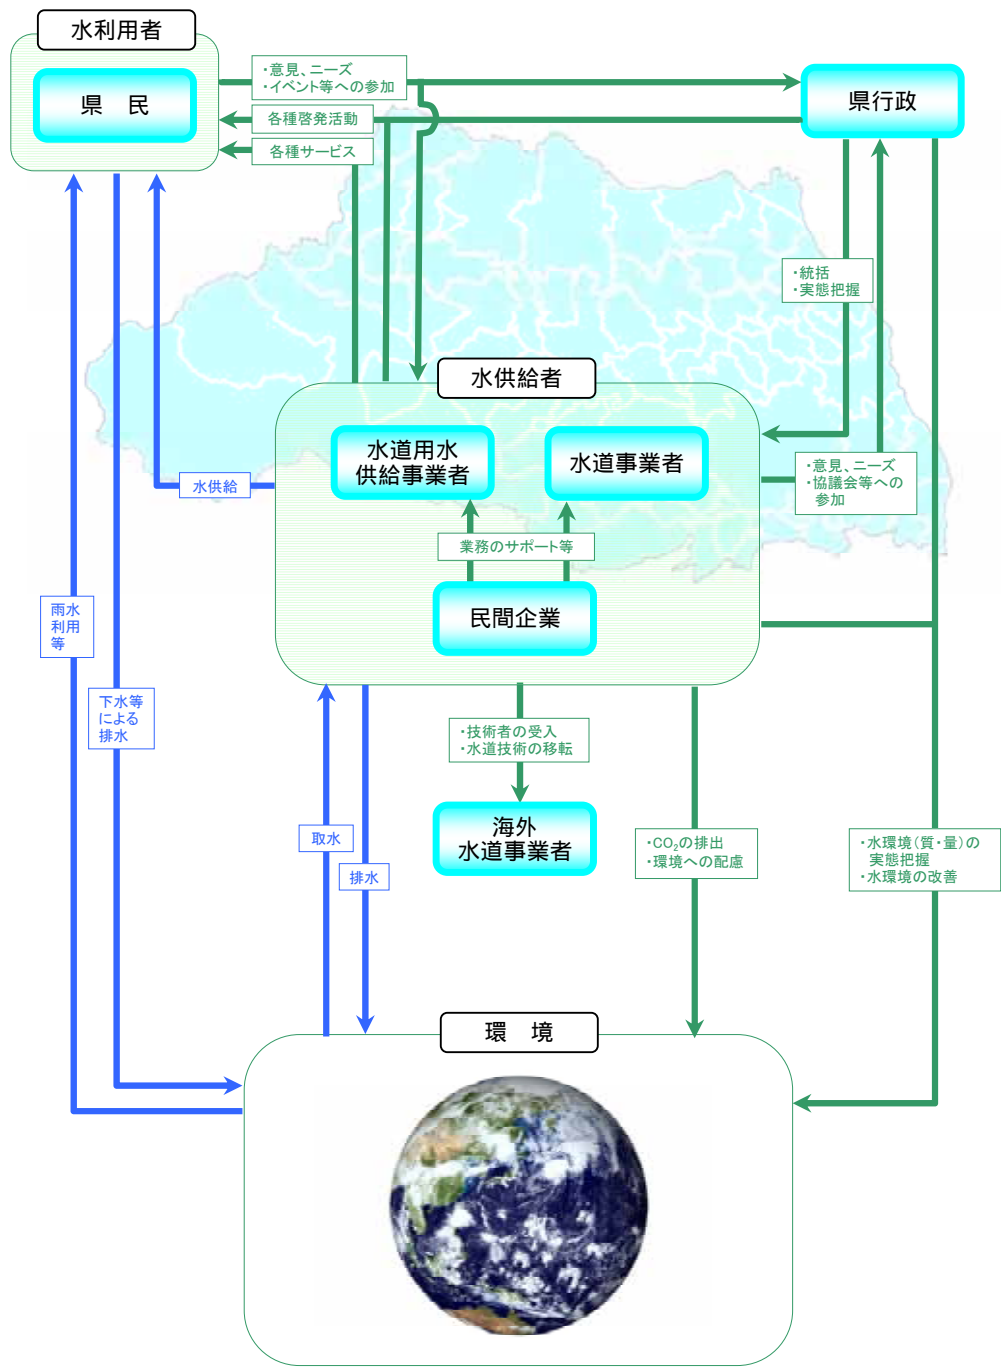 水利用者
県　民
・意見、ニーズ
・イベント等への参加
各種啓発活動
各種サービス
県行政
・統括
・実態把握
水供給者
水道用水
供給事業者
水道事業者
・意見、ニーズ
・協議会等への
参加
水供給
業務のサポート等
民間企業
雨水
利用
等
下水等
による
排水
・技術者の受入
・水道技術の移転
海外
水道事業者
取水
排水
・CO₂の排出
・環境への配慮
・水環境（質・量）の
実態把握
・水環境の改善
環　境